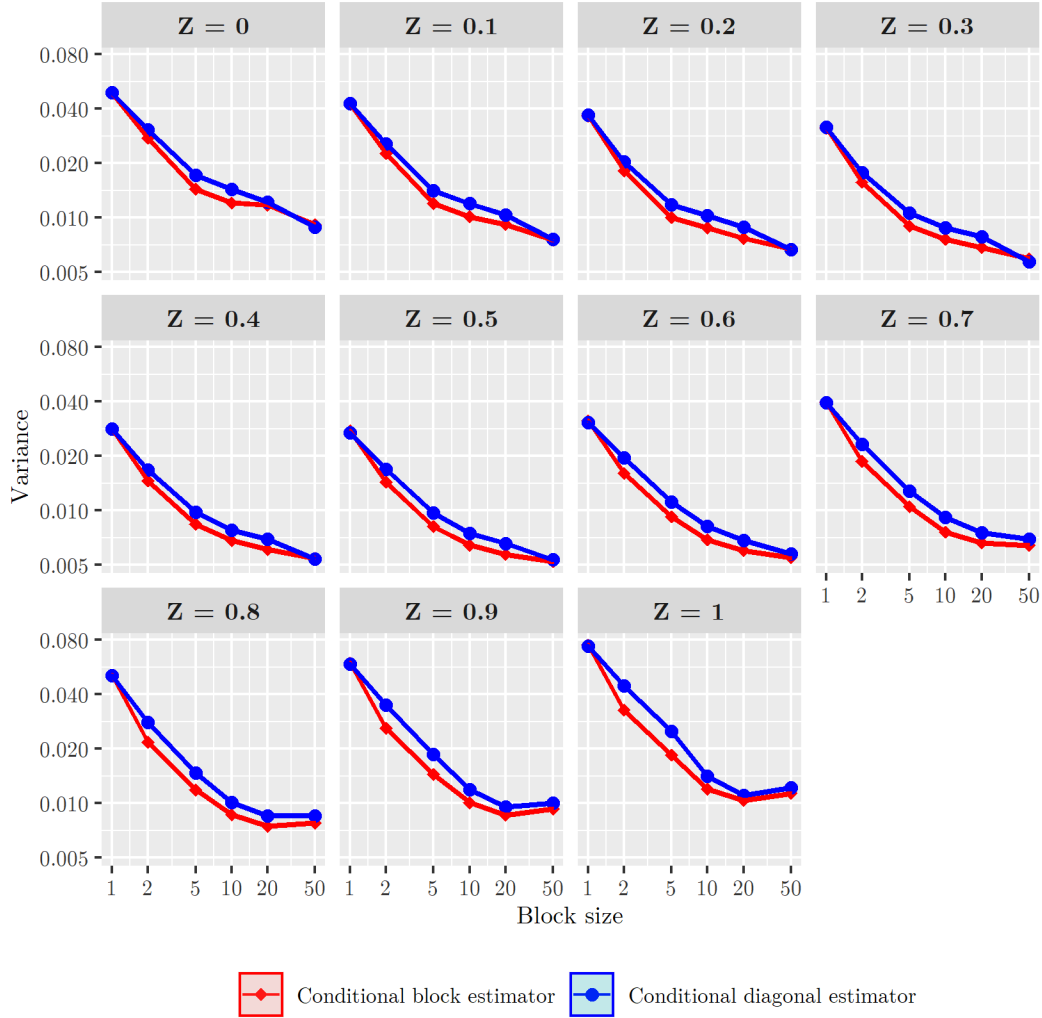 Z = 0 Z = 0.1 Z = 0.2 Z = 0.3
0.080
0.040
0.020
0.010
0.005
Z = 0.4 Z = 0.5 Z = 0.6 Z = 0.7
0.080
0.040
0.020
0.010
0.005
Variance
1 2 5 10 20 50
Z = 0.8 Z = 0.9 Z = 1
0.080
0.040
0.020
0.010
0.005
1 2 5 10 20 50 1 2 5 10 20 50 1 2 5 10 20 50
Block size
Conditional block estimator Conditional diagonal estimator